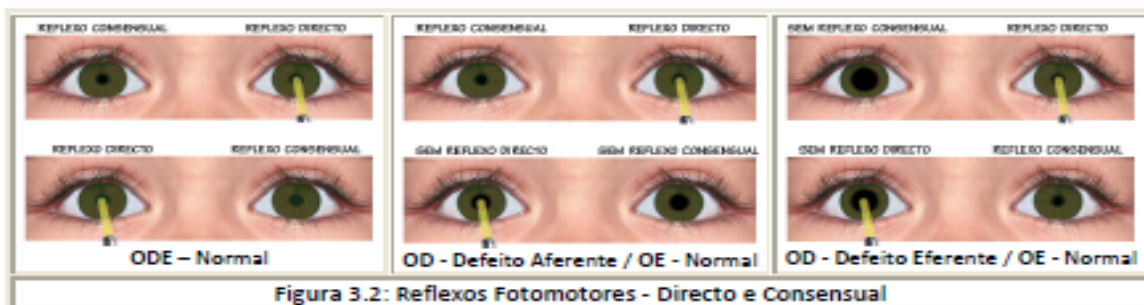 REFLEXO CONSENSUAL REFLEXO DIRECTO
REFLEXO DIRECTO REFLEXO CONSENSUAL
ODE – Normal
REFLEXO CONSENSUAL REFLEXO DIRECTO
SEM REFLEXO DIRECTO SEM REFLEXO CONSENSUAL
OD - Defeito Aferente / OE - Normal
SEM REFLEXO CONSENSUAL REFLEXO DIRECTO
SEM REFLEXO DIRECTO REFLEXO CONSENSUAL
OD - Defeito Eferente / OE - Normal
Figura 3.2: Reflexos Fotomotores - Directo e Consensual